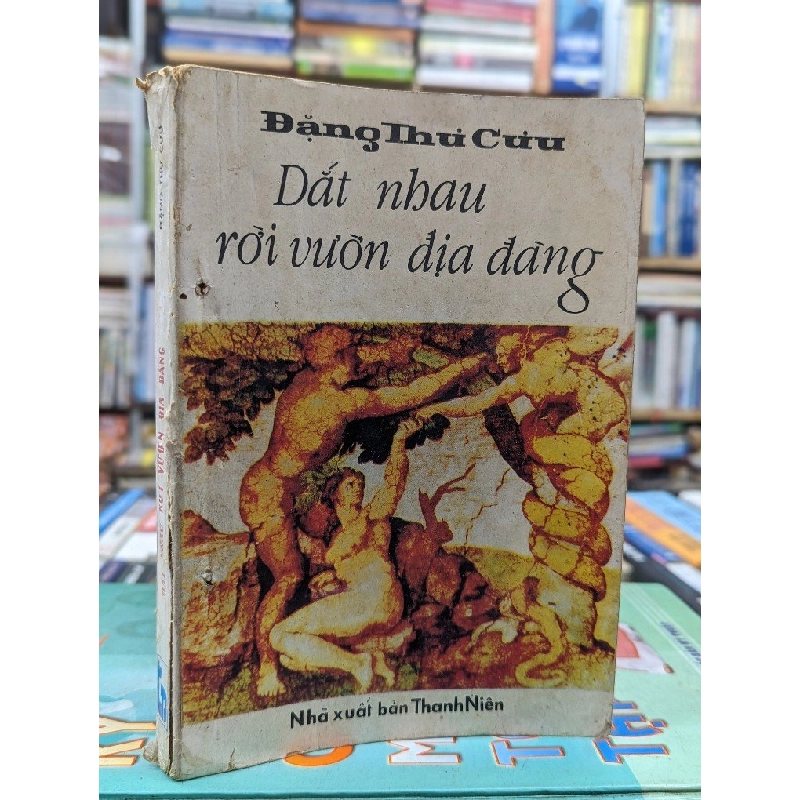 Đặng Thư Cưu
Dắt nhau
rời vườn địa đàng
Nhà xuất bản Thanh Niên